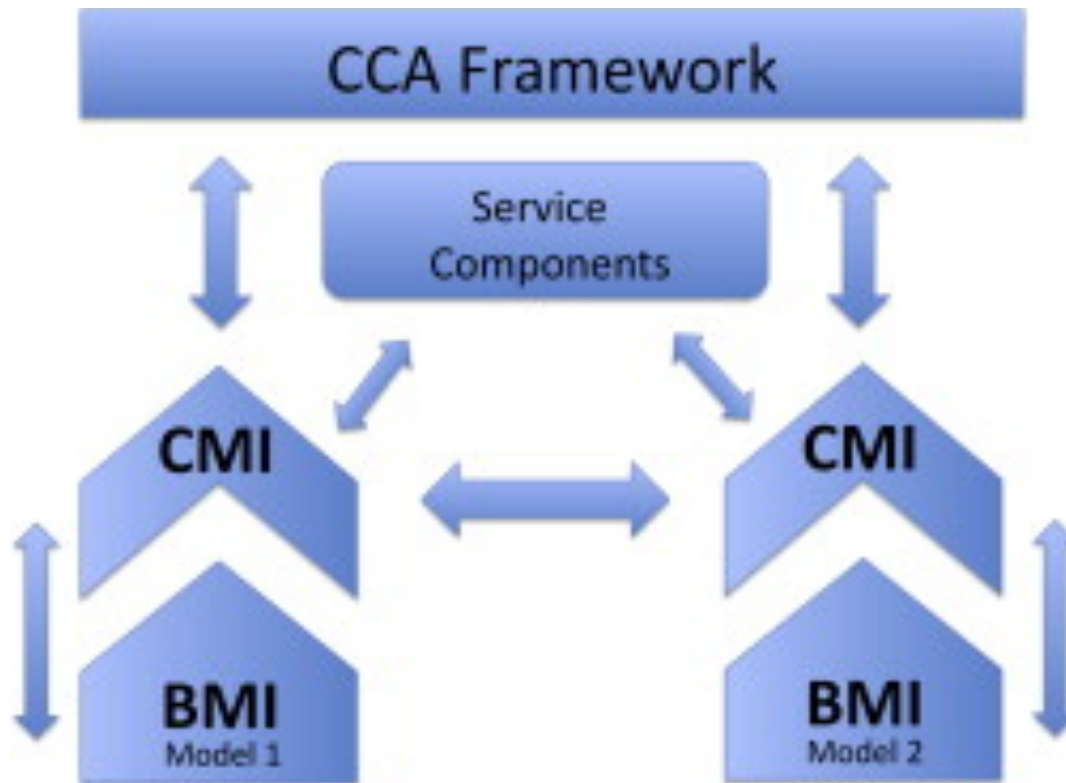 CCA Framework
Service
Components
CMI
CMI
BMI
Model 1
BMI
Model 2